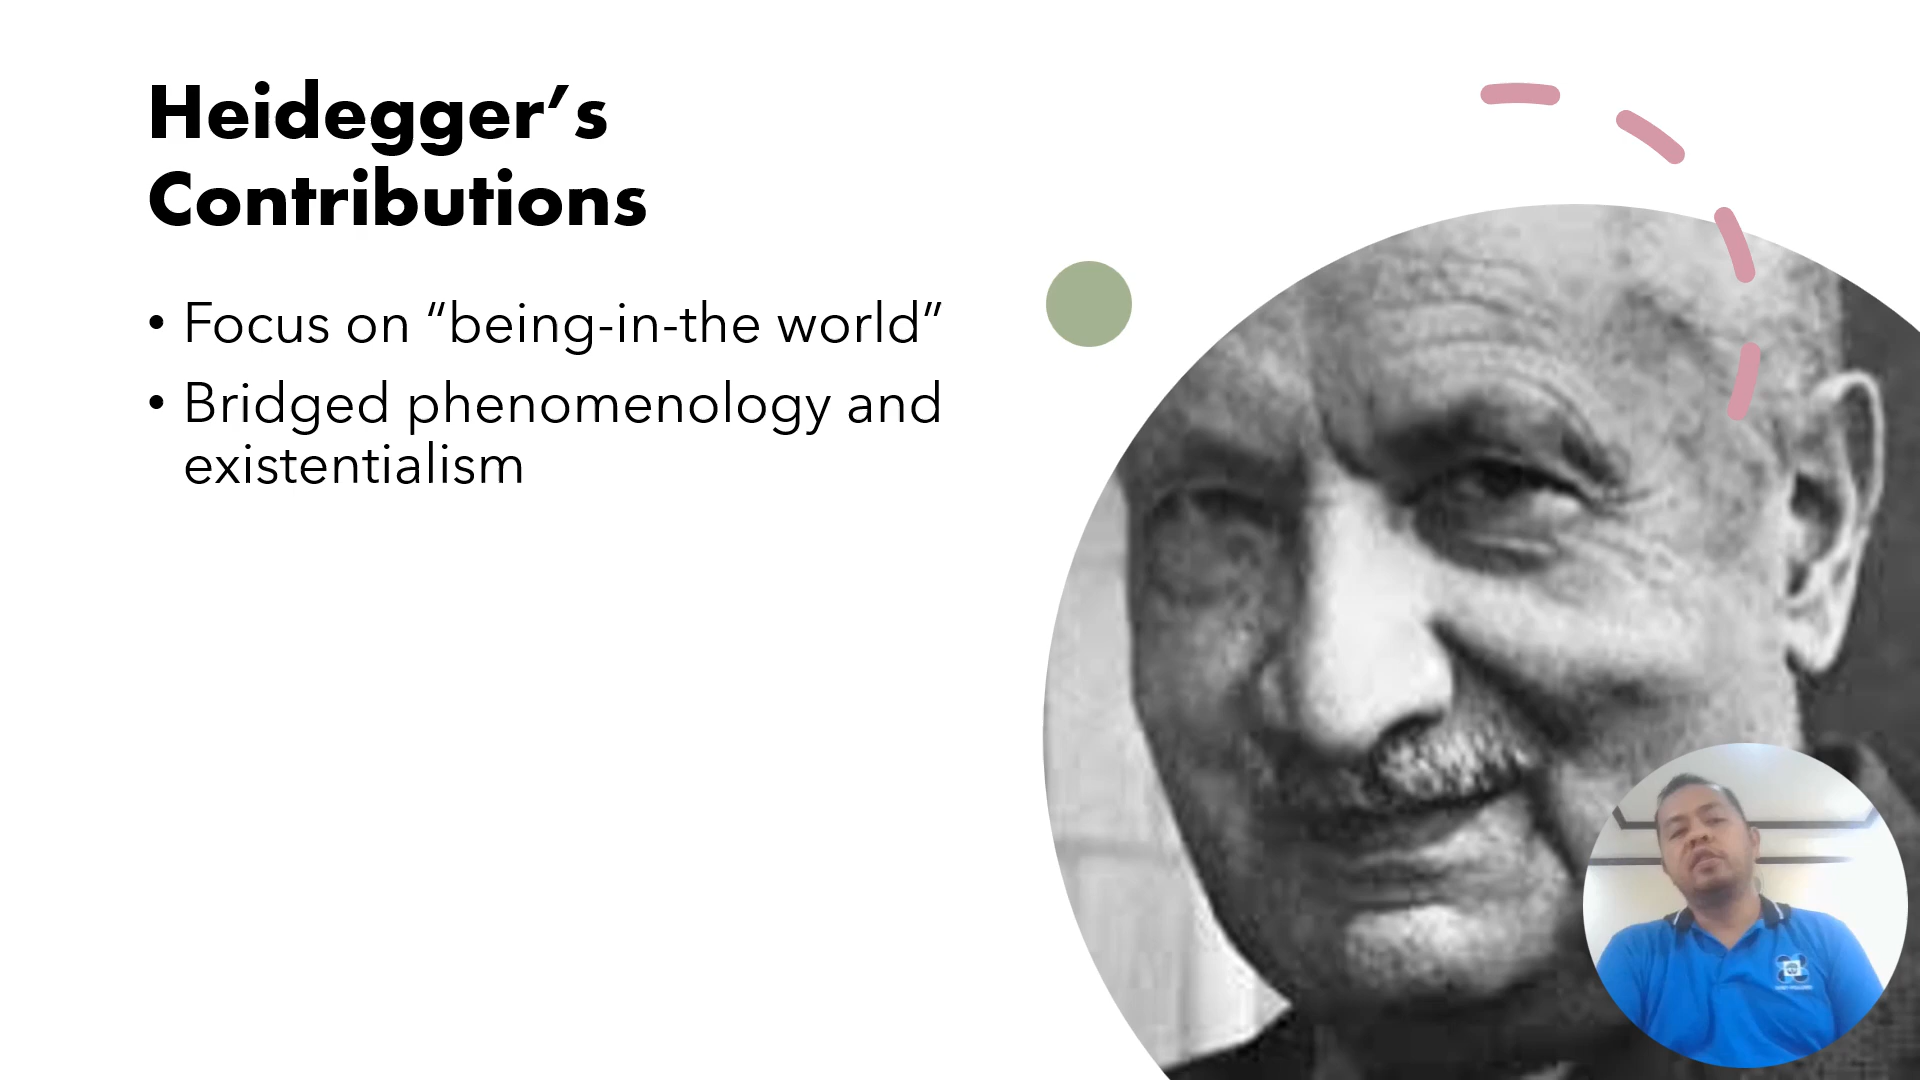 Heidegger’s
Contributions
• Focus on “being-in-the world”
• Bridged phenomenology and
existentialism